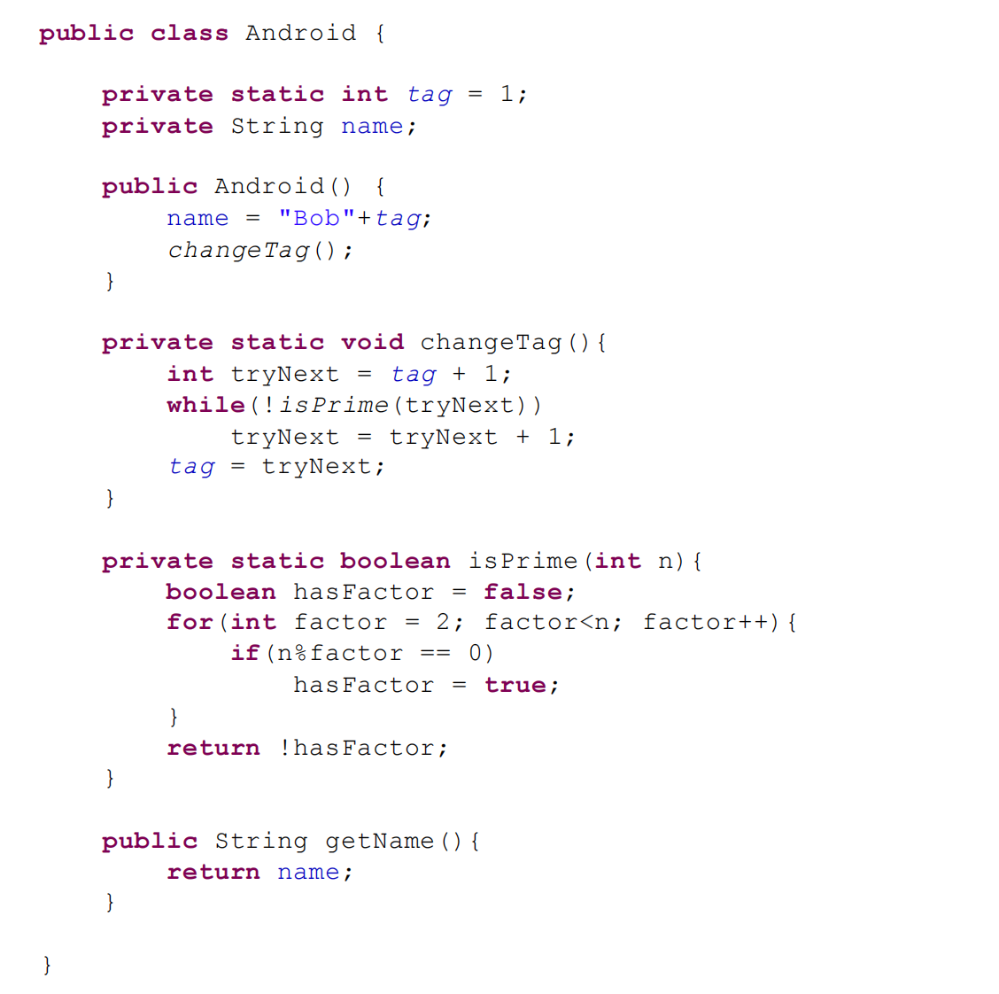 public class Android {
private static int tag = 1;
private String name;
public Android() {
name = "Bob"+tag;
changeTag();
}
private static void changeTag(){
int tryNext = tag + 1;
while(!isPrime(tryNext))
tryNext = tryNext + 1;
tag = tryNext;
}
private static boolean isPrime(int n){
boolean hasFactor = false;
for(int factor = 2; factor<n; factor++){
if(n%factor == 0)
hasFactor = true;
}
return !hasFactor;
}
public String getName(){
return name;
}
}